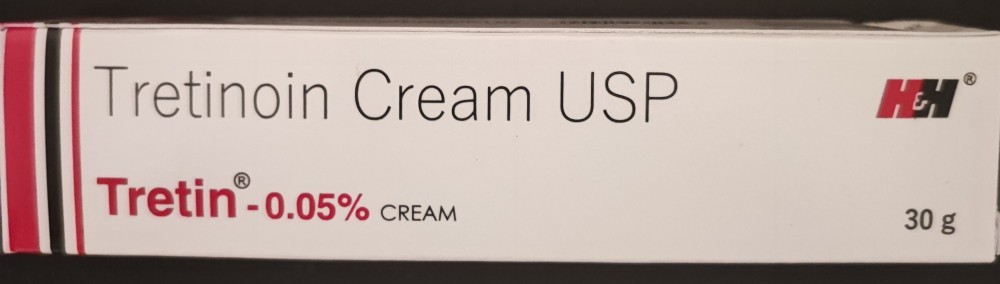 Tretinoin Cream USP
H&H®
Tretin®-0.05% CREAM
30 g